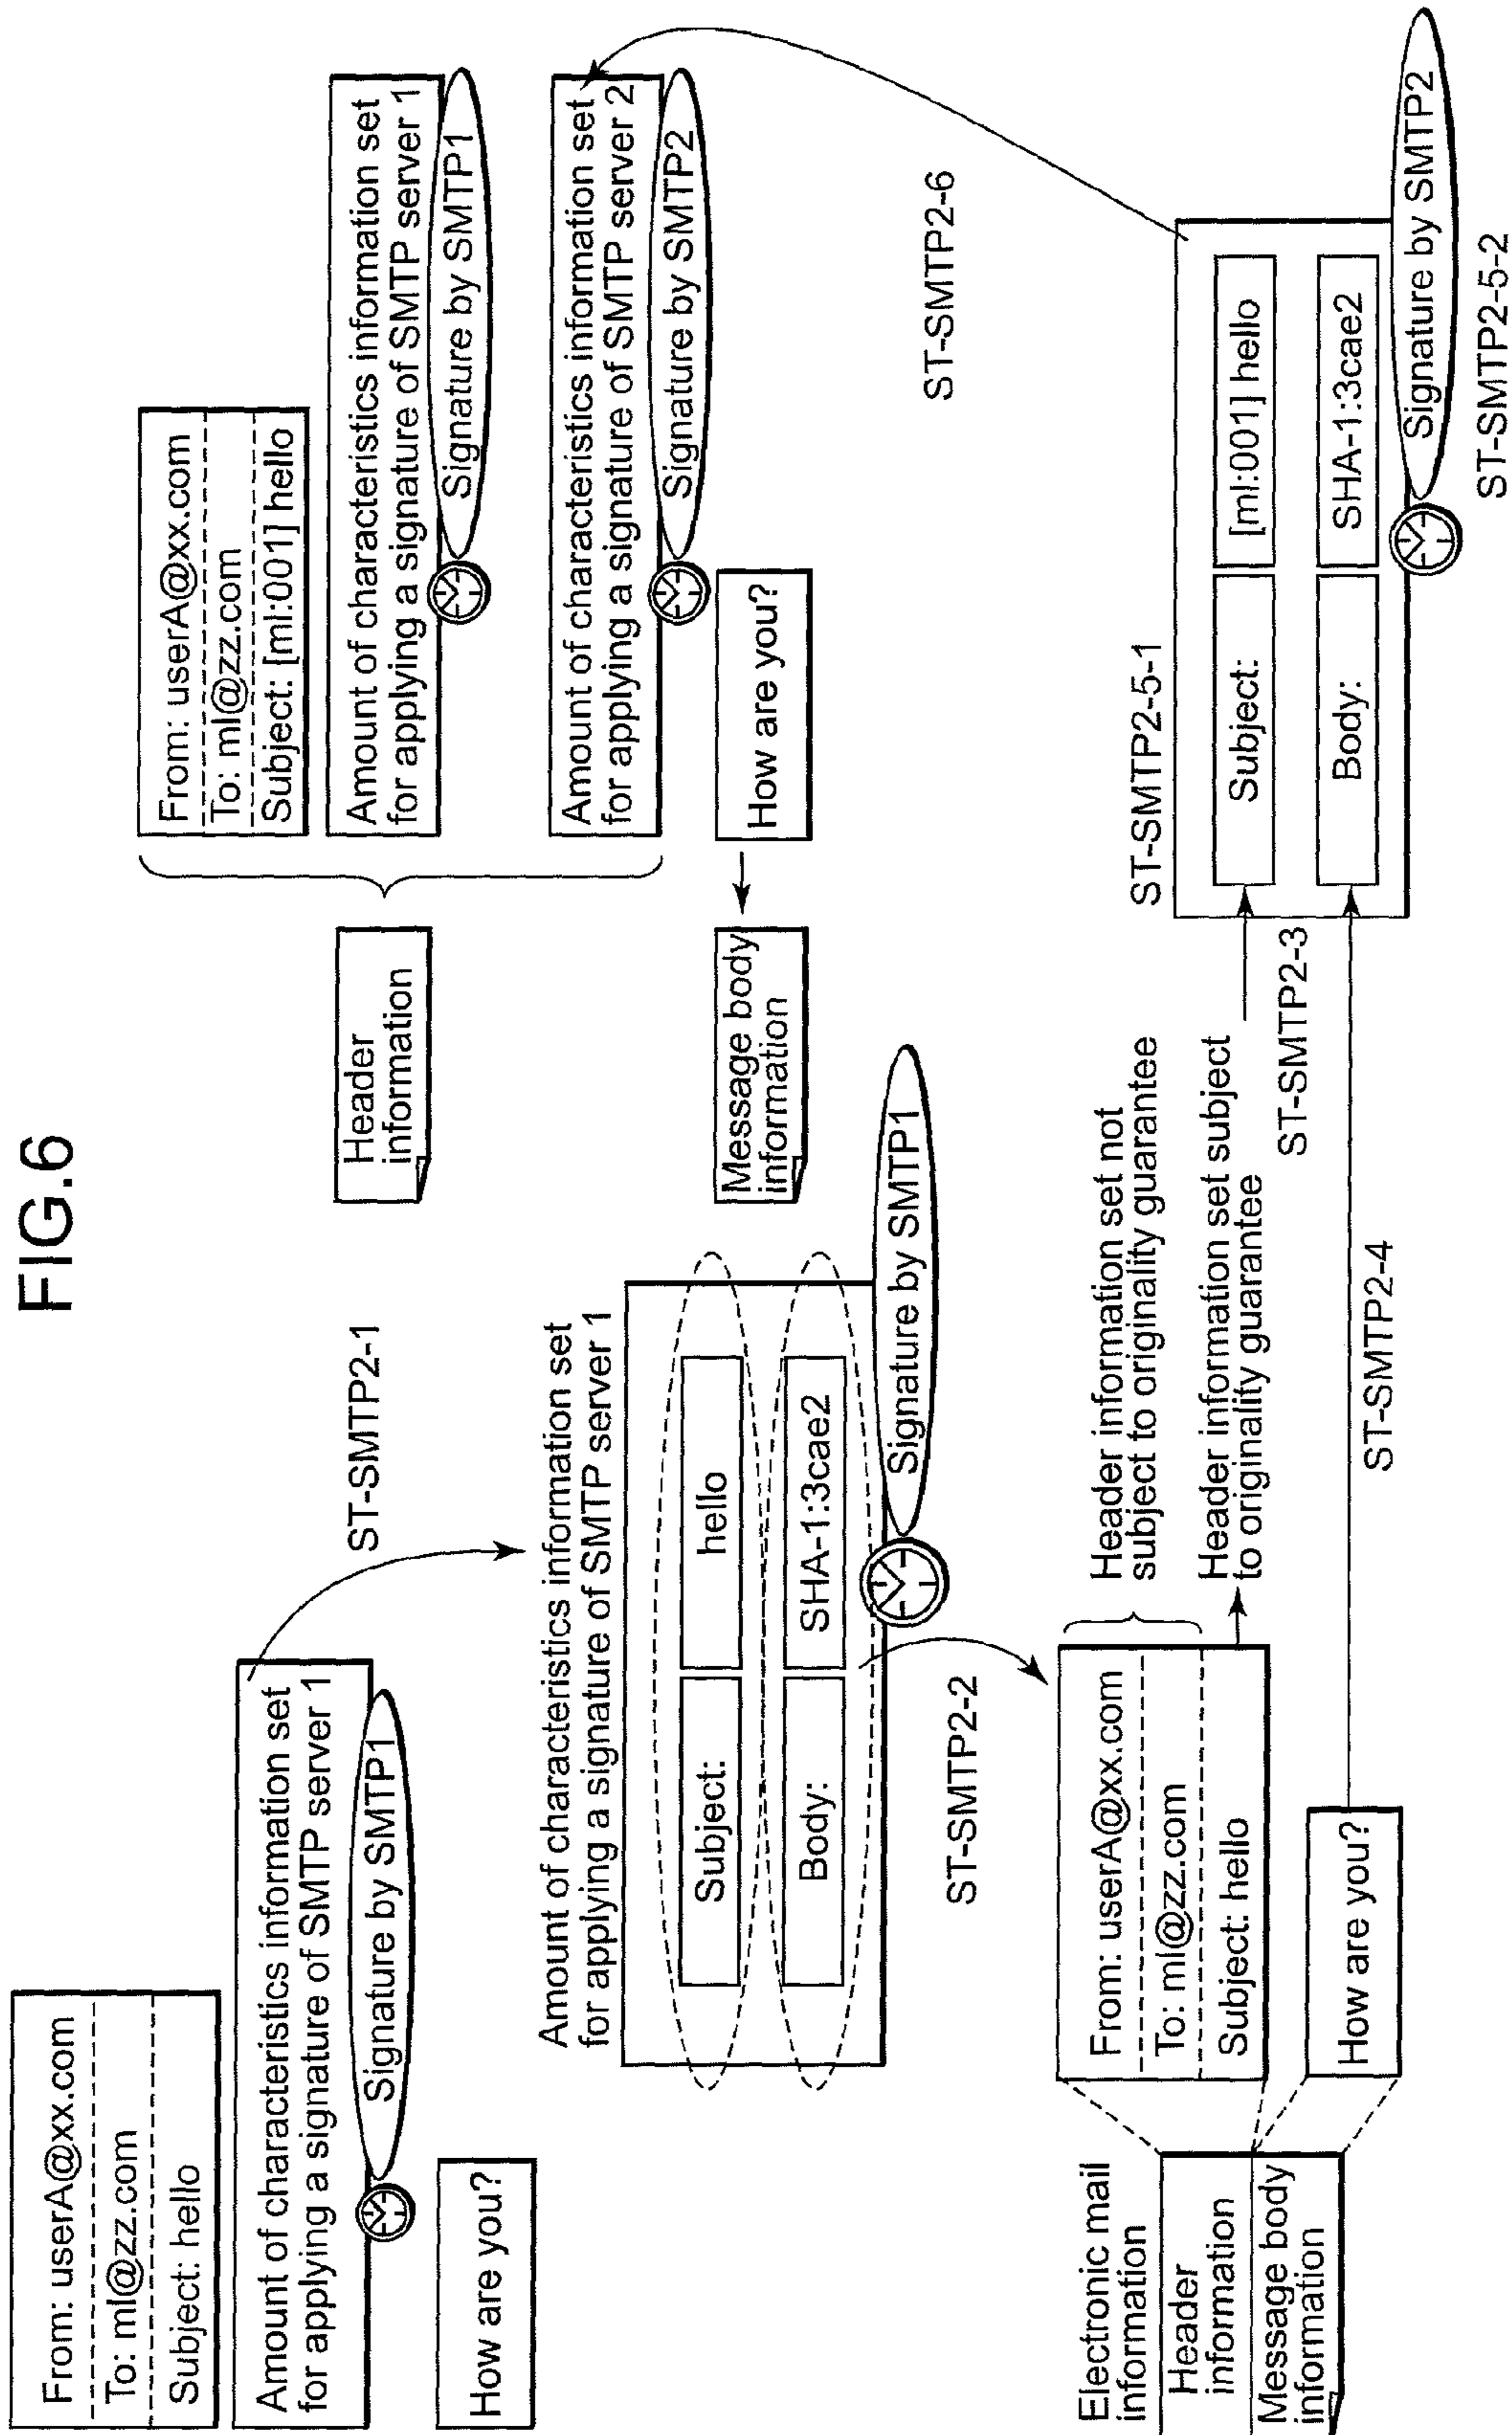 FIG.6
From: userA@xx.com
To: ml@zz.com
Subject: hello
Amount of characteristics information set
for applying a signature of SMTP server 1
Signature by SMTP1
How are you?
ST-SMTP2-1
Amount of characteristics information set
for applying a signature of SMTP server 1
Subject:
hello
Body:
SHA-1:3cae2
Signature by SMTP1
ST-SMTP2-2
Electronic mail
information
Header
information
Message body
information
From: userA@xx.com
To: ml@zz.com
Subject: hello
How are you?
Header information set not
subject to originality guarantee
Header information set subject
to originality guarantee
ST-SMTP2-3
ST-SMTP2-4
ST-SMTP2-5-1
Subject:
[ml:001] hello
Body:
SHA-1:3cae2
Signature by SMTP2
ST-SMTP2-5-2
ST-SMTP2-6
Header
information
From: userA@xx.com
To: ml@zz.com
Subject: [ml:001] hello
Amount of characteristics information set
for applying a signature of SMTP server 1
Signature by SMTP1
Amount of characteristics information set
for applying a signature of SMTP server 2
Signature by SMTP2
Message body
information
How are you?